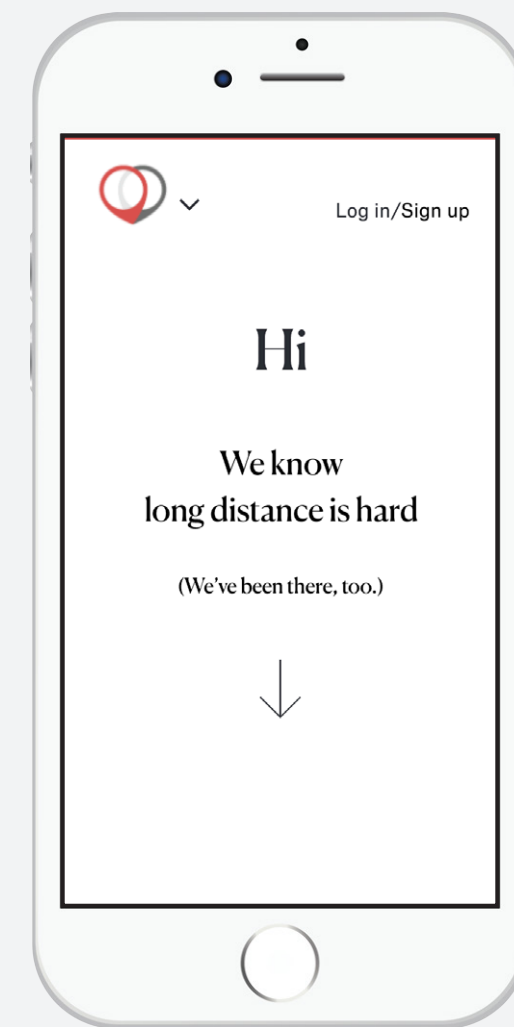 Log in/Sign up
Hi
We know
long distance is hard
(We've been there, too.)